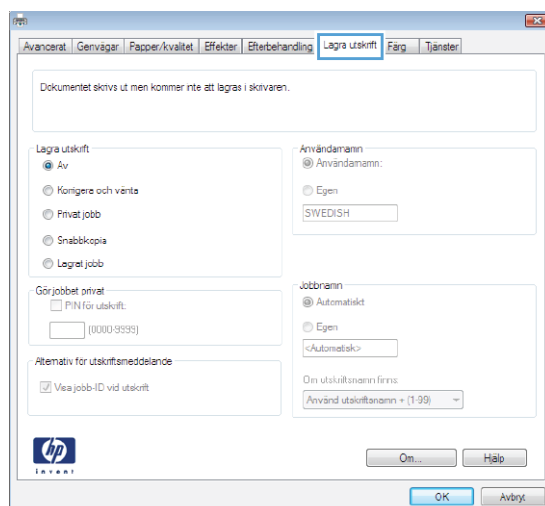 Avancerat Genvägar Papper/kvalitet Effekter Efterbehandling Lagra utskrift Färg Tjänster
Dokumentet skrivs ut men kommer inte att lagras i skrivaren.
Lagra utskrift
Av
Korrigera och vänta
Privat jobb
Snabbkopia
Lagrat jobb
Användarnamn
Användarnamn:
Egen
SWEDISH
Gör jobbet privat
PIN för utskrift:
(0000-9999)
Jobbnamn
Automatiskt
Egen
<Automatisk>
Om utskriftsnamn finns:
Använd utskriftsnamn + (1-99)
Alternativ för utskriftsmeddelande
Visa jobb-ID vid utskrift
hp
invent
Om... Hjälp
OK Avbryt